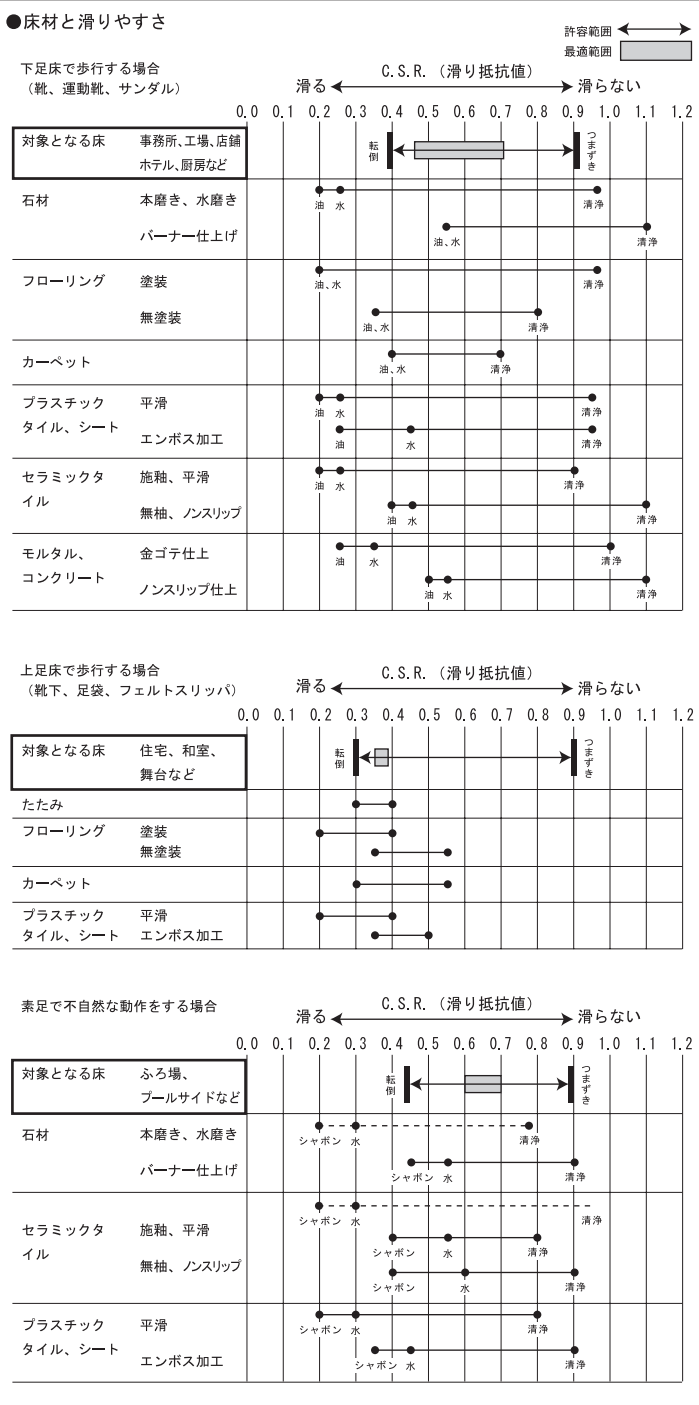 ●床材と滑りやすさ
許容範囲
最適範囲
下足床で歩行する場合
（靴、運動靴、サンダル）
C.S.R.（滑り抵抗値）
滑る 滑らない
0.0 0.1 0.2 0.3 0.4 0.5 0.6 0.7 0.8 0.9 1.0 1.1 1.2
対象となる床 事務所、工場、店舗
ホテル、厨房など
転倒 つまずき
石材 本磨き、水磨き
油 水 清浄
バーナー仕上げ
油、水 清浄
フローリング 塗装
油、水 清浄
無塗装
油、水 清浄
カーペット
油、水 清浄
プラスチック 平滑
タイル、シート
油 水 清浄
エンボス加工
油 水 清浄
セラミックタ 施釉、平滑
イル
油 水 清浄
無柚、ノンスリップ
油 水 清浄
モルタル、 金ゴテ仕上
コンクリート
油 水 清浄
ノンスリップ仕上
油 水 清浄
上足床で歩行する場合
（靴下、足袋、フェルトスリッパ）
C.S.R.（滑り抵抗値）
滑る 滑らない
0.0 0.1 0.2 0.3 0.4 0.5 0.6 0.7 0.8 0.9 1.0 1.1 1.2
対象となる床 住宅、和室、
舞台など
転倒 つまずき
たたみ
フローリング 塗装
無塗装
カーペット
プラスチック 平滑
タイル、シート エンボス加工
素足で不自然な動作をする場合
C.S.R.（滑り抵抗値）
滑る 滑らない
0.0 0.1 0.2 0.3 0.4 0.5 0.6 0.7 0.8 0.9 1.0 1.1 1.2
対象となる床 ふろ場、
プールサイドなど
転倒 つまずき
石材 本磨き、水磨き
シャボン 水 清浄
バーナー仕上げ
シャボン 水 清浄
シャボン 水 清浄
セラミックタ 施釉、平滑
イル
シャボン 水 清浄
無柚、ノンスリップ
シャボン 水 清浄
プラスチック 平滑
タイル、シート
シャボン 水 清浄
エンボス加工
シャボン 水 清浄